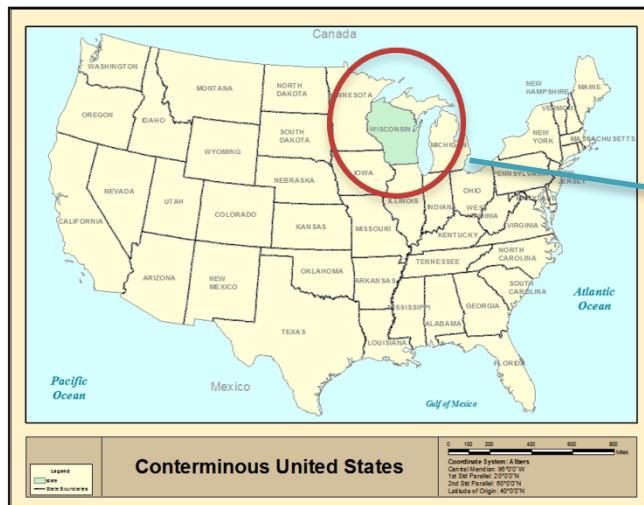 Canada
WASHINGTON
MONTANA
NORTH
DAKOTA
MINNESOTA
OREGON
IDAHO
SOUTH
DAKOTA
WISCONSIN
MICHIGAN
NEW
HAMPSHIRE
VERMONT
MAINE
NEW
YORK
MASSACHUSETTS
WYOMING
IOWA
NEBRASKA
PENNSYLVANIA
JERSEY
NEVADA
UTAH
COLORADO
ILLINOIS
INDIANA
OHIO
WEST
VIRGINIA
MARYLAND
CALIFORNIA
KANSAS
MISSOURI
KENTUCKY
VIRGINIA
ARIZONA
NEW
MEXICO
OKLAHOMA
ARKANSAS
TENNESSEE
NORTH
CAROLINA
SOUTH
CAROLINA
TEXAS
LOUISIANA
MISSISSIPPI
ALABAMA
GEORGIA
FLORIDA
Atlantic
Ocean
Pacific
Ocean
Mexico
Gulf of Mexico
Legend
State
State Boundaries
Conterminous United States
0 100 200 400 600 800
Miles
Coordinate System: Albers
Central Meridian: 96°0'0"W
1st Std Parallel: 20°0'0"N
2nd Std Parallel: 60°0'0"N
Latitude of Origin: 40°0'0"N